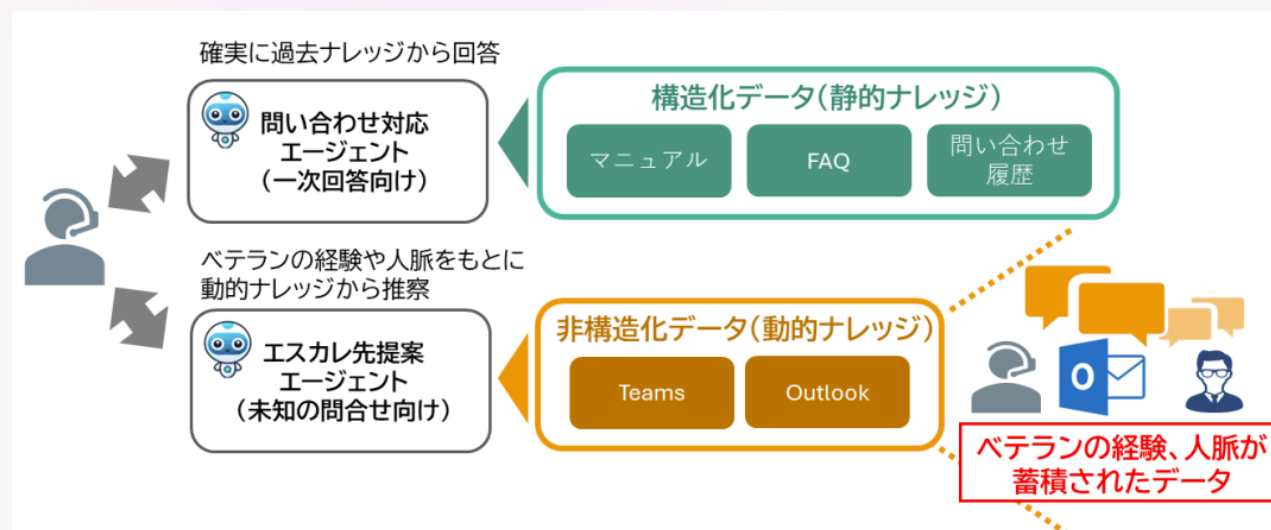 確実に過去ナレッジから回答
問い合わせ対応
エージェント
（一次回答向け）
構造化データ（静的ナレッジ）
マニュアル
FAQ
問い合わせ
履歴
ベテランの経験や人脈をもとに
動的ナレッジから推察
エスカレ先提案
エージェント
（未知の問合せ向け）
非構造化データ（動的ナレッジ）
Teams
Outlook
O
ベテランの経験、人脈が
蓄積されたデータ